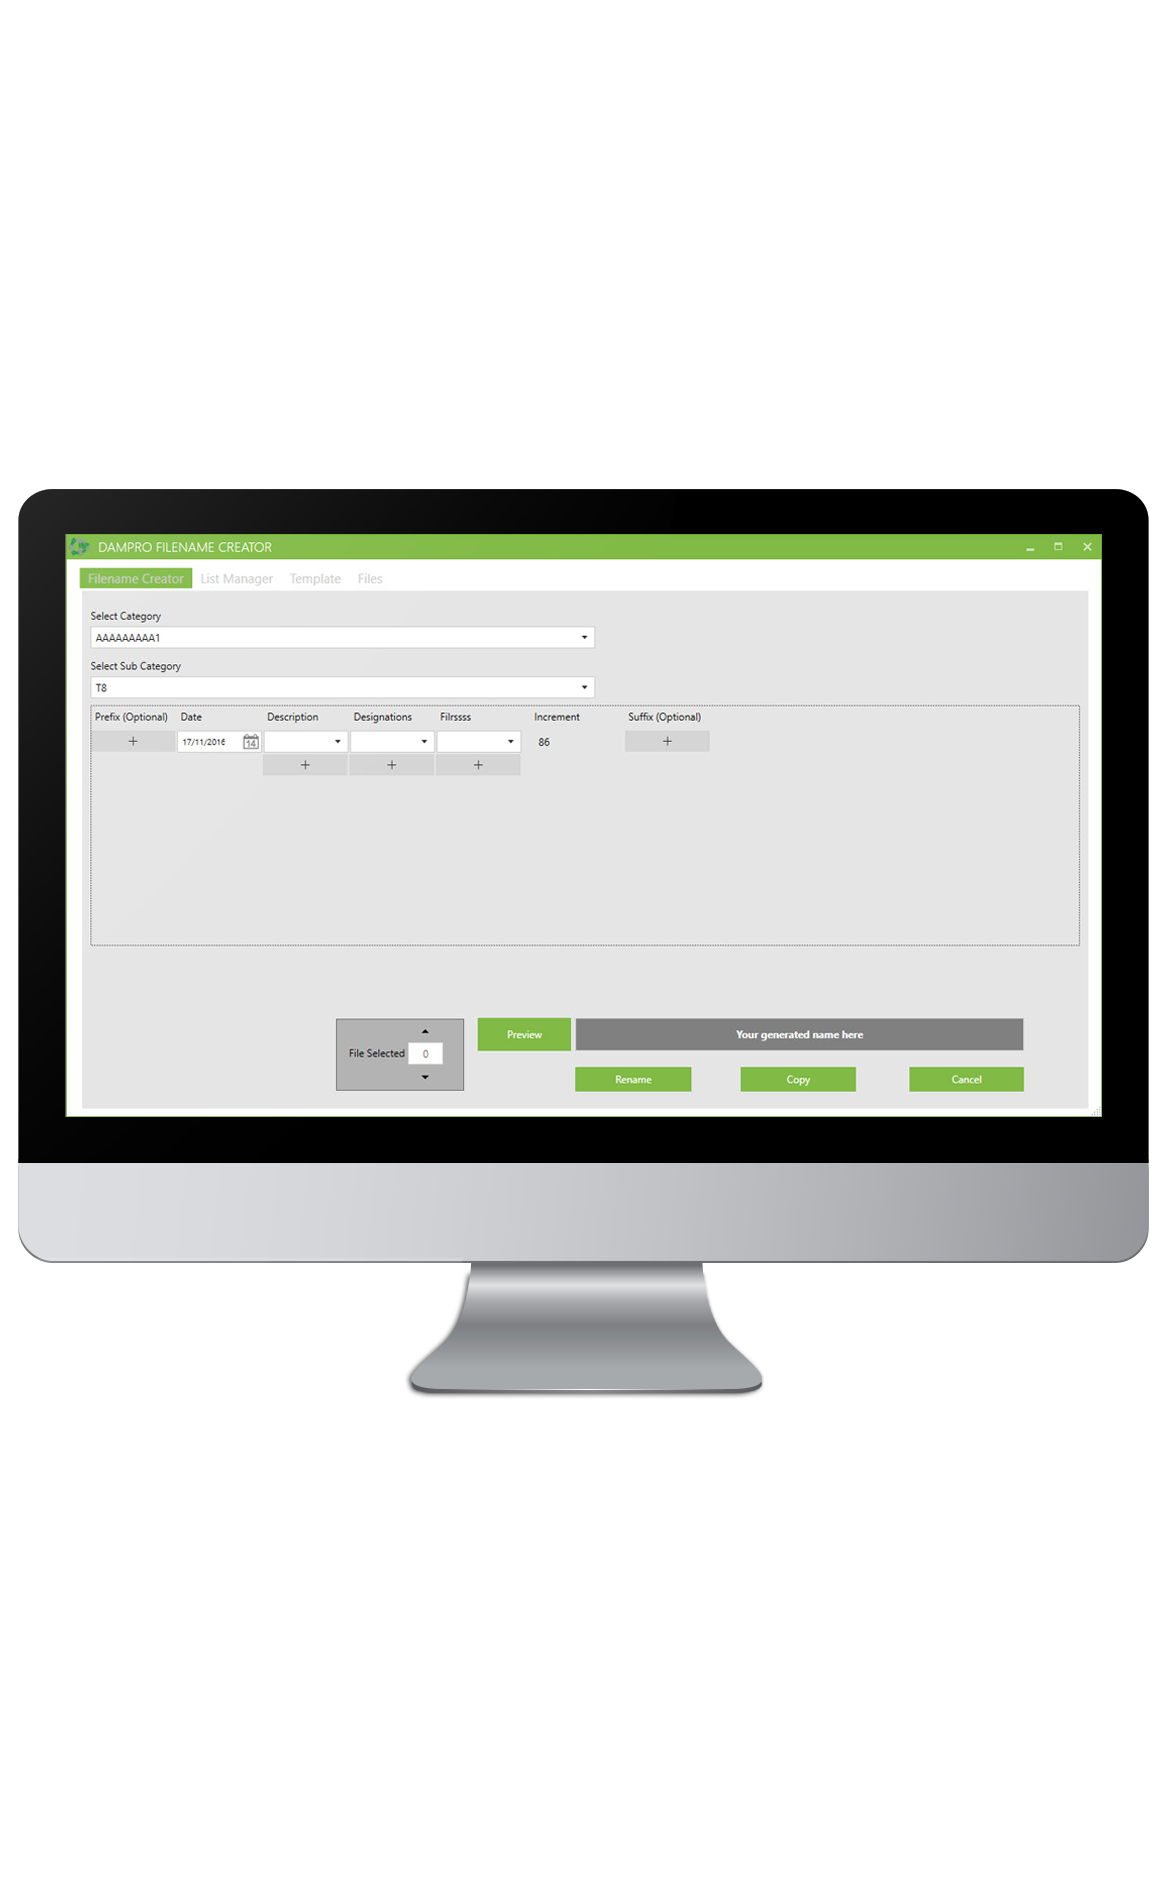 DAMPRO FILENAME CREATOR
Filename Creator List Manager Template Files
Select Category
AAAAAAAAA1
Select Sub Category
T8
Prefix (Optional) Date Description Designations Filrssss Increment Suffix (Optional)
+ 17/11/2016 14 86 +
+ + +
Preview Your generated name here
File Selected 0
Rename Copy Cancel